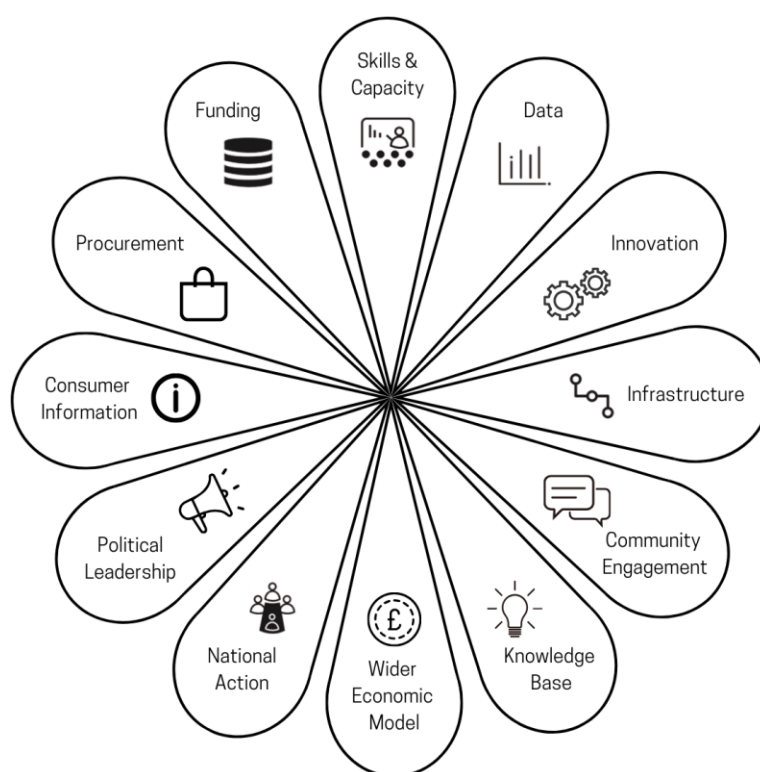 Skills &
Capacity
Data
Innovation
Infrastructure
Community
Engagement
Knowledge
Base
Wider
Economic
Model
£
National
Action
Political
Leadership
Consumer
Information
i
Procurement
Funding